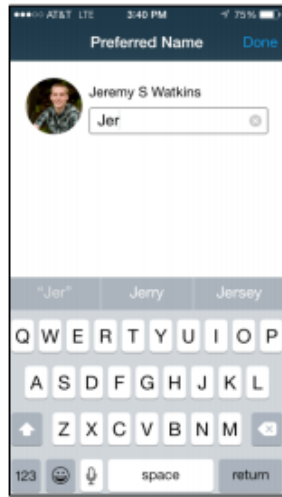 AT&T LTE 3:40 PM 75%
Preferred Name Done
Jeremy S Watkins
Jer
"Jer" Jerry Jersey
Q W E R T Y U I O P
A S D F G H J K L
Z X C V B N M
123 space return